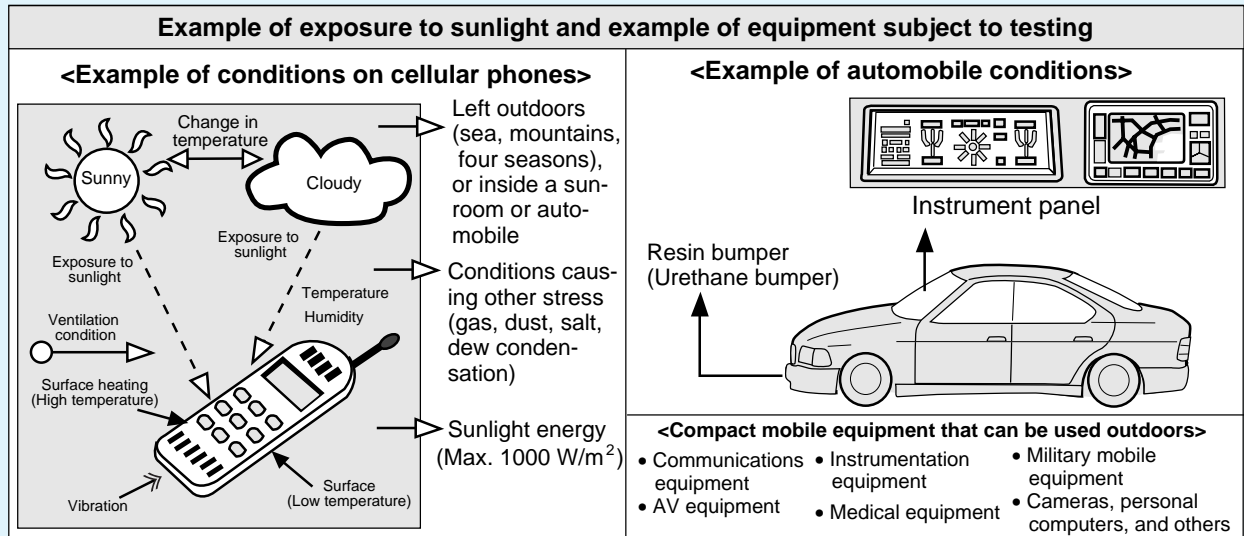 Example of exposure to sunlight and example of equipment subject to testing
<Example of conditions on cellular phones>
Change in
temperature
Sunny
Cloudy
Exposure to
sunlight
Exposure to
sunlight
Temperature
Humidity
Ventilation
condition
Surface heating
(High temperature)
Vibration
Surface
(Low temperature)
Left outdoors
(sea, mountains,
four seasons),
or inside a sun-
room or auto-
mobile
Conditions caus-
ing other stress
(gas, dust, salt,
dew conden-
sation)
Sunlight energy
(Max. 1000 W/m²)
<Example of automobile conditions>
Instrument panel
Resin bumper
(Urethane bumper)
<Compact mobile equipment that can be used outdoors>
• Communications
equipment
• AV equipment
• Instrumentation
equipment
• Medical equipment
• Military mobile
equipment
• Cameras, personal
computers, and others